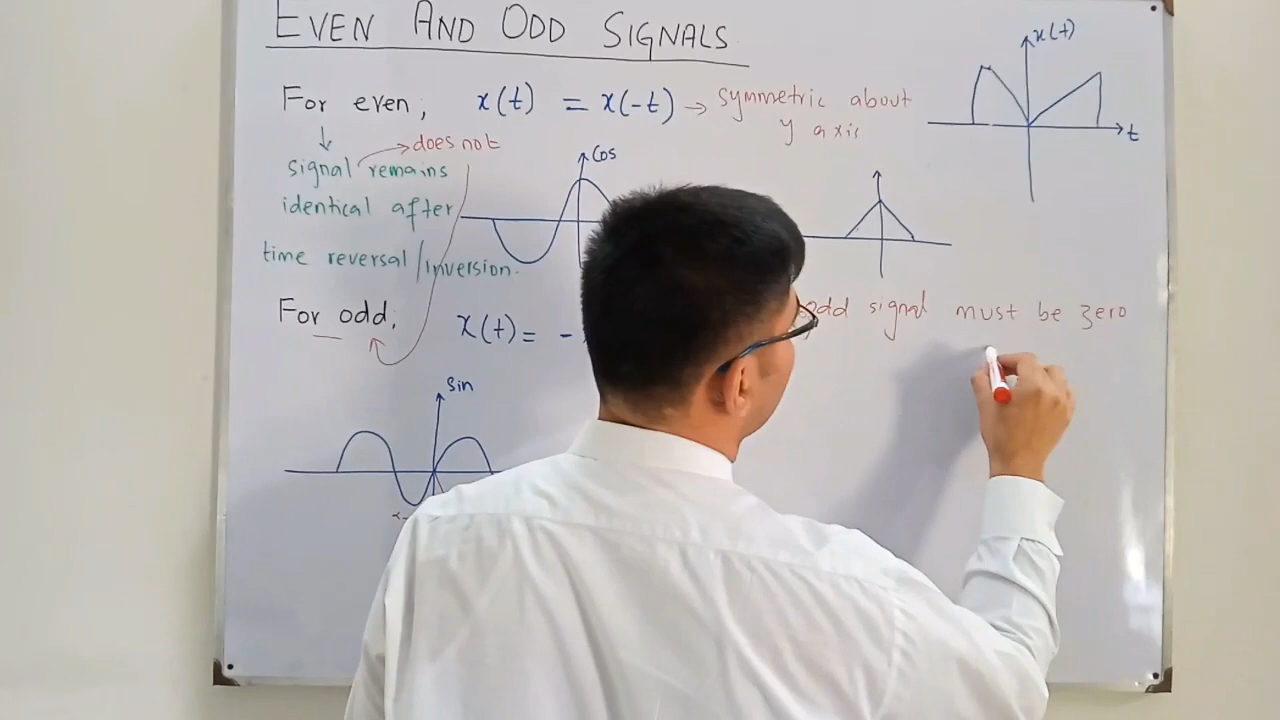 EVEN AND ODD SIGNALS
x(t)
For even; x(t) = x(-t) → symmetric about
y axis
t
does not
signal remains
Cos
identical after
time reversal/inversion.
For odd; x(t) = -
odd signal must be zero
Sin